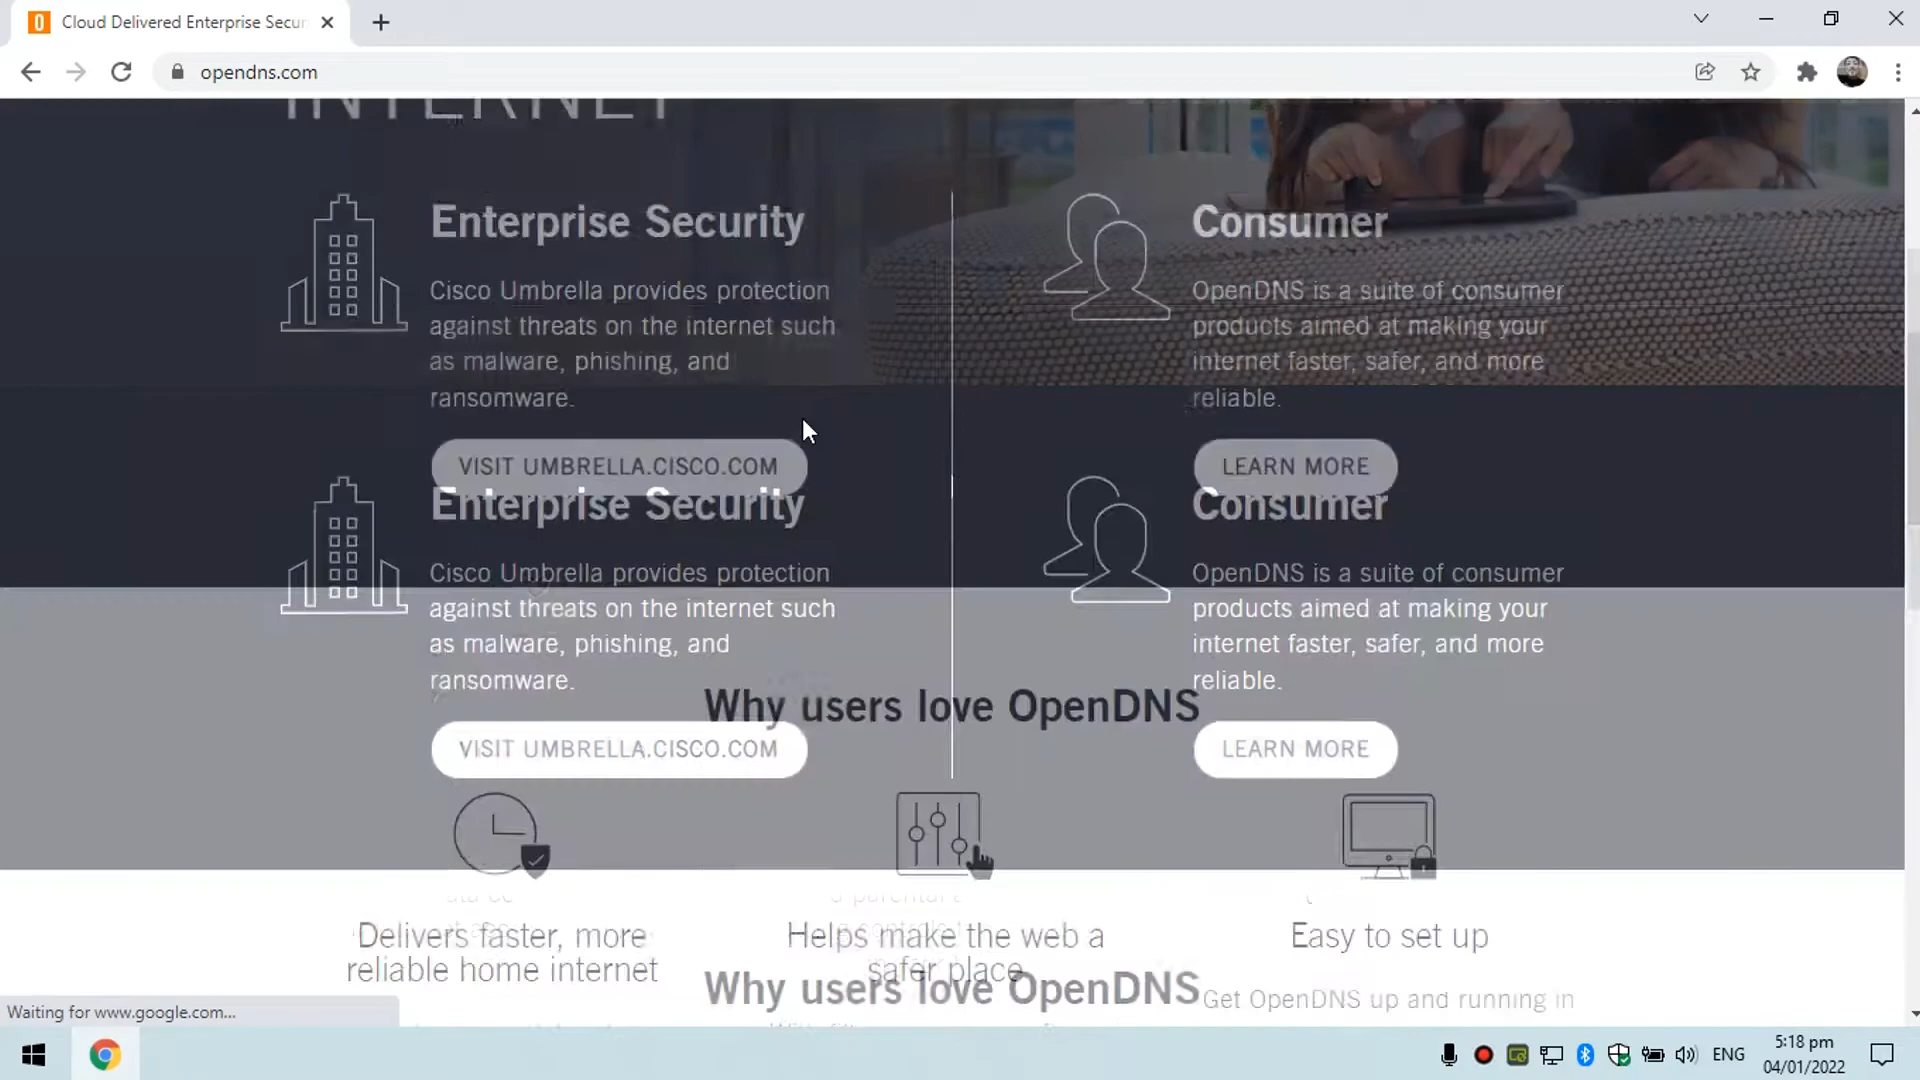 Cloud Delivered Enterprise Secur
opendns.com
INTERNET
Enterprise Security
Cisco Umbrella provides protection
against threats on the internet such
as malware, phishing, and
ransomware.
VISIT UMBRELLA.CISCO.COM
Consumer
OpenDNS is a suite of consumer
products aimed at making your
internet faster, safer, and more
reliable.
LEARN MORE
Enterprise Security
Cisco Umbrella provides protection
against threats on the internet such
as malware, phishing, and
ransomware.
VISIT UMBRELLA.CISCO.COM
Consumer
OpenDNS is a suite of consumer
products aimed at making your
internet faster, safer, and more
reliable.
LEARN MORE
Why users love OpenDNS
Delivers faster, more
reliable home internet
Helps make the web a
safer place
Easy to set up
Why users love OpenDNS
Get OpenDNS up and running in
Waiting for www.google.com...
ENG
5:18 pm
04/01/2022